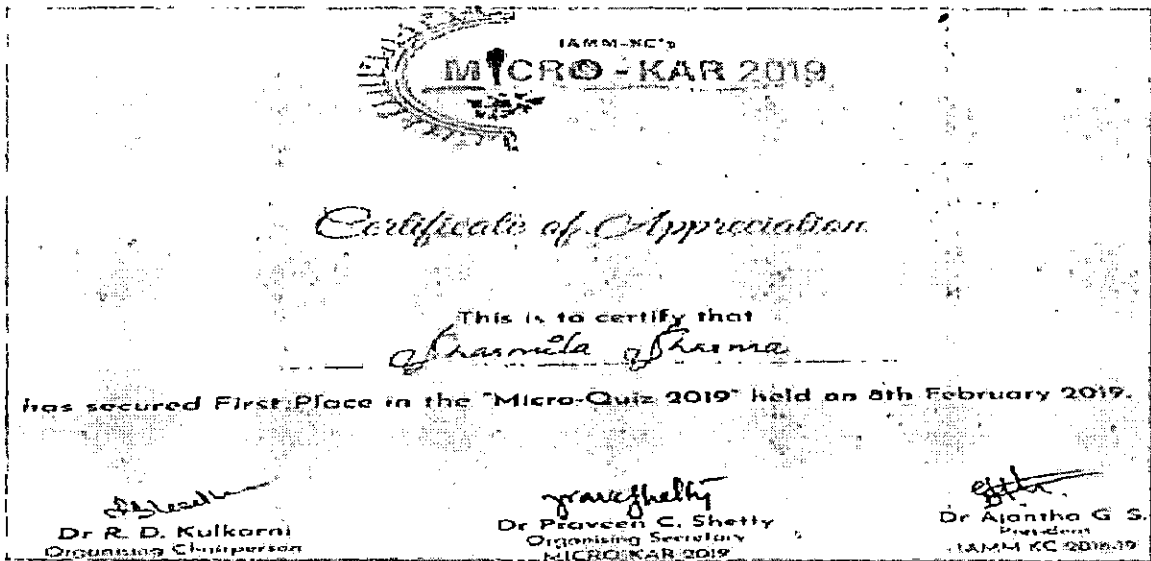 IAMM-KC's
MICRO-KAR 2019
Certificate of Appreciation
This is to certify that
Sharmila Sharma
has secured First Place in the "Micro-Quiz 2019" held on 8th February 2019.
Dr R. D. Kulkarni
Organising Chairperson
Dr Praveen C. Shetty
Organising Secretary
MICRO KAR 2019
Dr Ajantha G S.
President
IAMM KC 2018-19